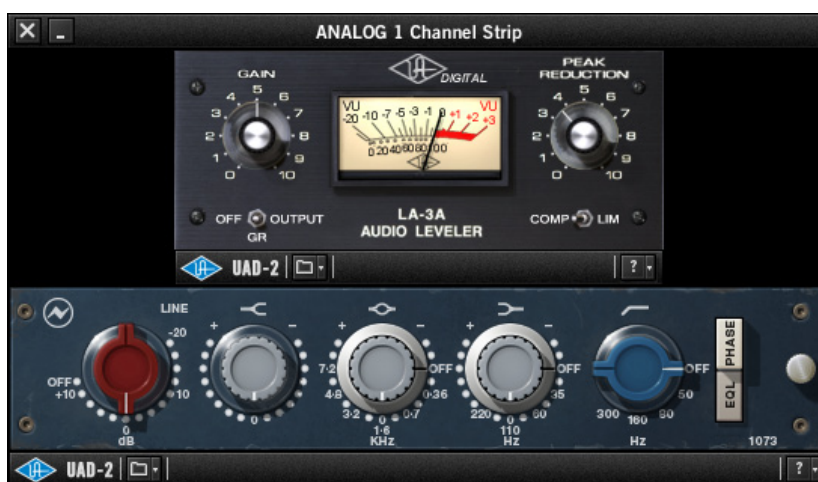 ANALOG 1 Channel Strip
GAIN
0 1 2 3 4 5 6 7 8 9 10
UA DIGITAL
VU VU
-20 -10 -7 -5 -3 -1 0 +1 +2 +3
0 20 40 60 80 100
PEAK
REDUCTION
0 1 2 3 4 5 6 7 8 9 10
OFF OUTPUT
GR
LA-3A
AUDIO LEVELER
COMP LIM
UA UAD-2 ?
LINE
-20
OFF
+10 10
0
dB
+ -
0
+ -
OFF
7·2 0·36
4·8 0·7
3·2 1·6
0
KHz
+ -
OFF
220 110 60 35
0
Hz
OFF
50
300 160 80
Hz
PHASE
EQL
1073
UA UAD-2 ?